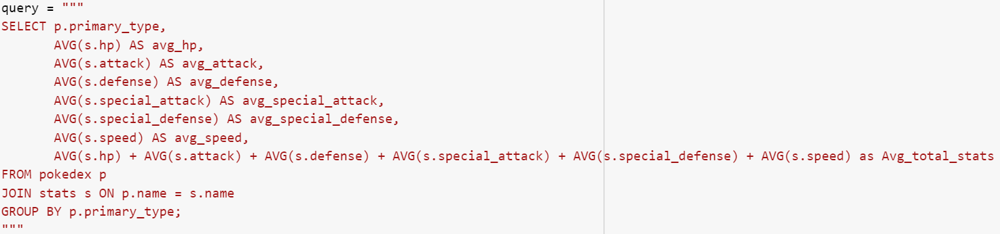 query = """
SELECT p.primary_type,
       AVG(s.hp) AS avg_hp,
       AVG(s.attack) AS avg_attack,
       AVG(s.defense) AS avg_defense,
       AVG(s.special_attack) AS avg_special_attack,
       AVG(s.special_defense) AS avg_special_defense,
       AVG(s.speed) AS avg_speed,
       AVG(s.hp) + AVG(s.attack) + AVG(s.defense) + AVG(s.special_attack) + AVG(s.special_defense) + AVG(s.speed) as Avg_total_stats
FROM pokedex p
JOIN stats s ON p.name = s.name
GROUP BY p.primary_type;
"""